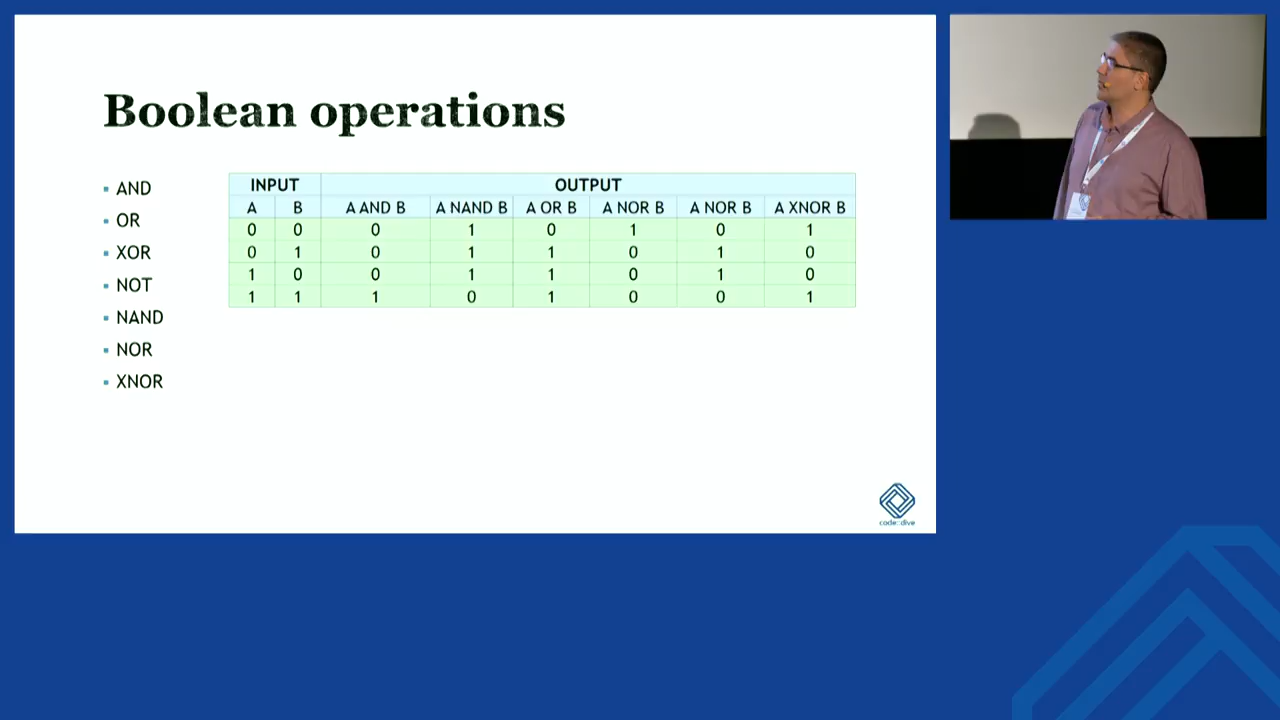 Boolean operations
AND
OR
XOR
NOT
NAND
NOR
XNOR
INPUT OUTPUT
A B A AND B A NAND B A OR B A NOR B A NOR B A XNOR B
0 0 0 1 0 1 0 1
0 1 0 1 1 0 1 0
1 0 0 1 1 0 1 0
1 1 1 0 1 0 0 1
code::dive